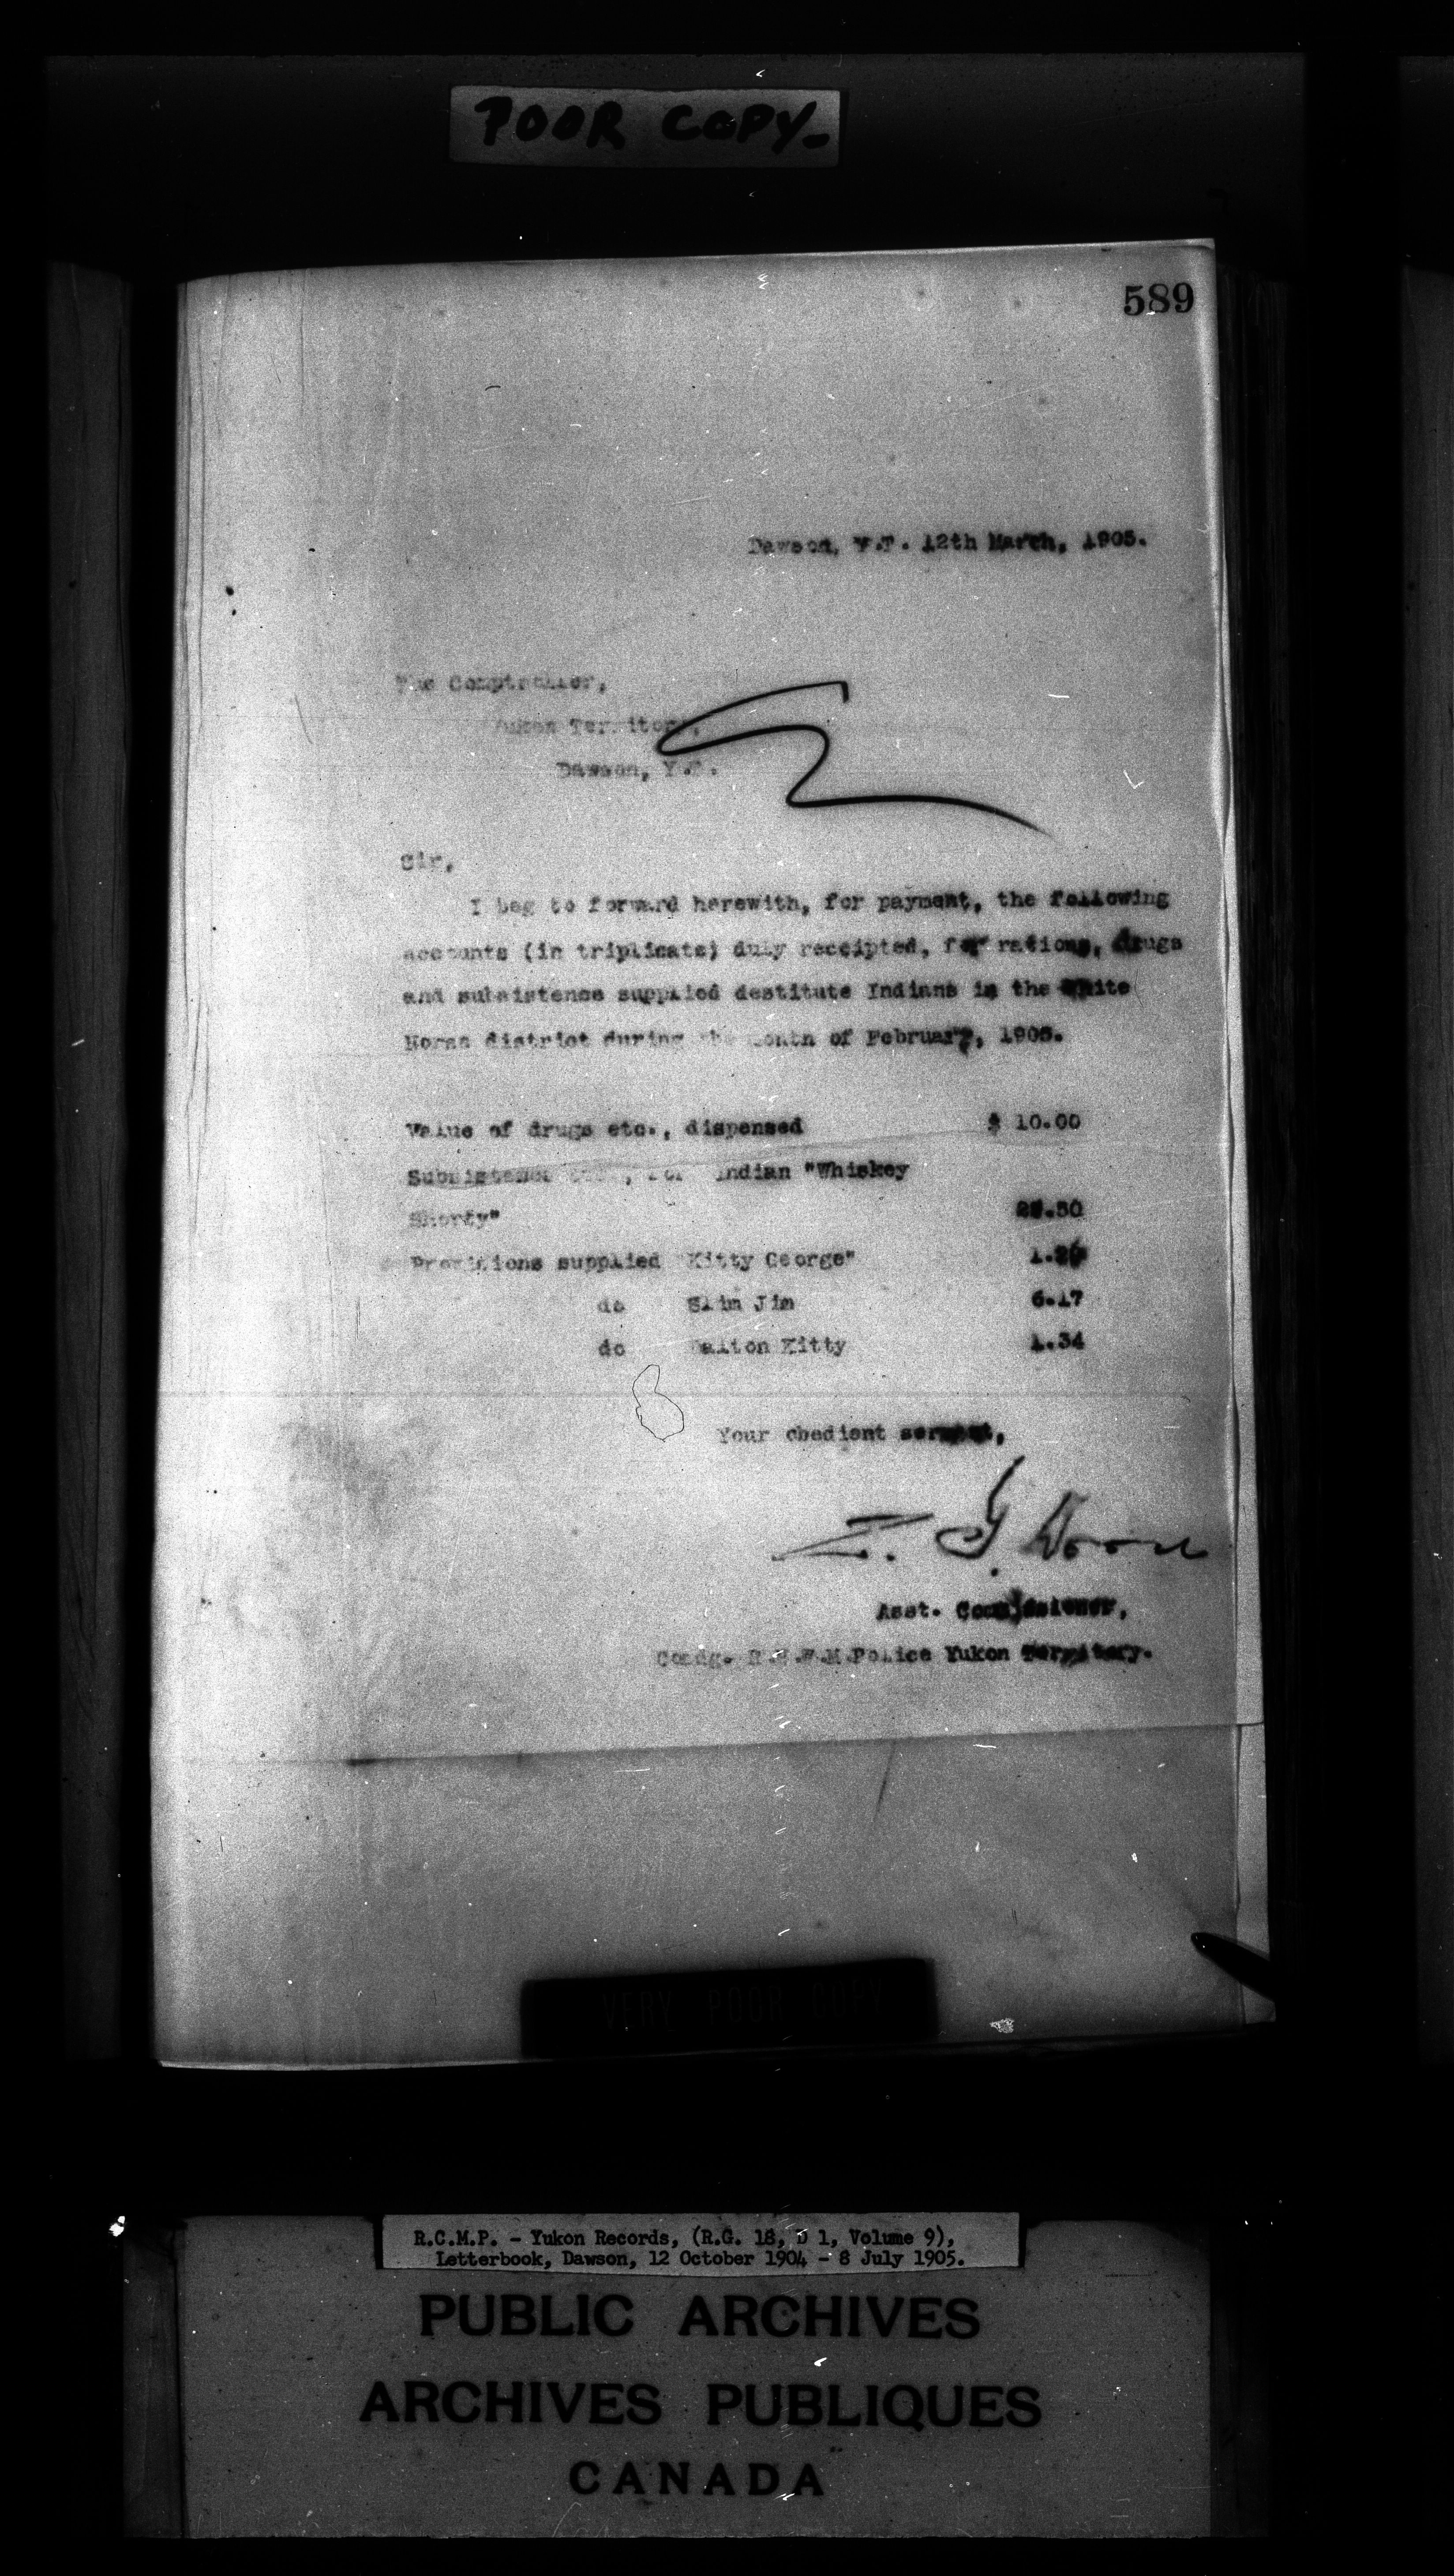 POOR COPY.
589
Dawson, Y.T. 12th March, 1905.
The Comptroller,
Yukon Territory,
Dawson, Y.T.
Sir,
I beg to forward herewith, for payment, the following
accounts (in triplicate) duly receipted, for rations, drugs
and subsistence supplied destitute Indians in the White
Horse district during the month of February, 1905.
Value of drugs etc., dispensed $ 10.00
Subsistence for Indian "Whiskey
Shorty"
Provisions supplied "Kitty George"
do Slim Jim 6.17
do Dalton Kitty 1.34
Your obedient servant,
Z. T. Wood
Asst. Commissioner,
Comdg. R.N.W.M.Police Yukon Territory.
VERY POOR COPY
R.C.M.P. - Yukon Records, (R.G. 18, D 1, Volume 9),
Letterbook, Dawson, 12 October 1904 - 8 July 1905.
PUBLIC ARCHIVES
ARCHIVES PUBLIQUES
CANADA